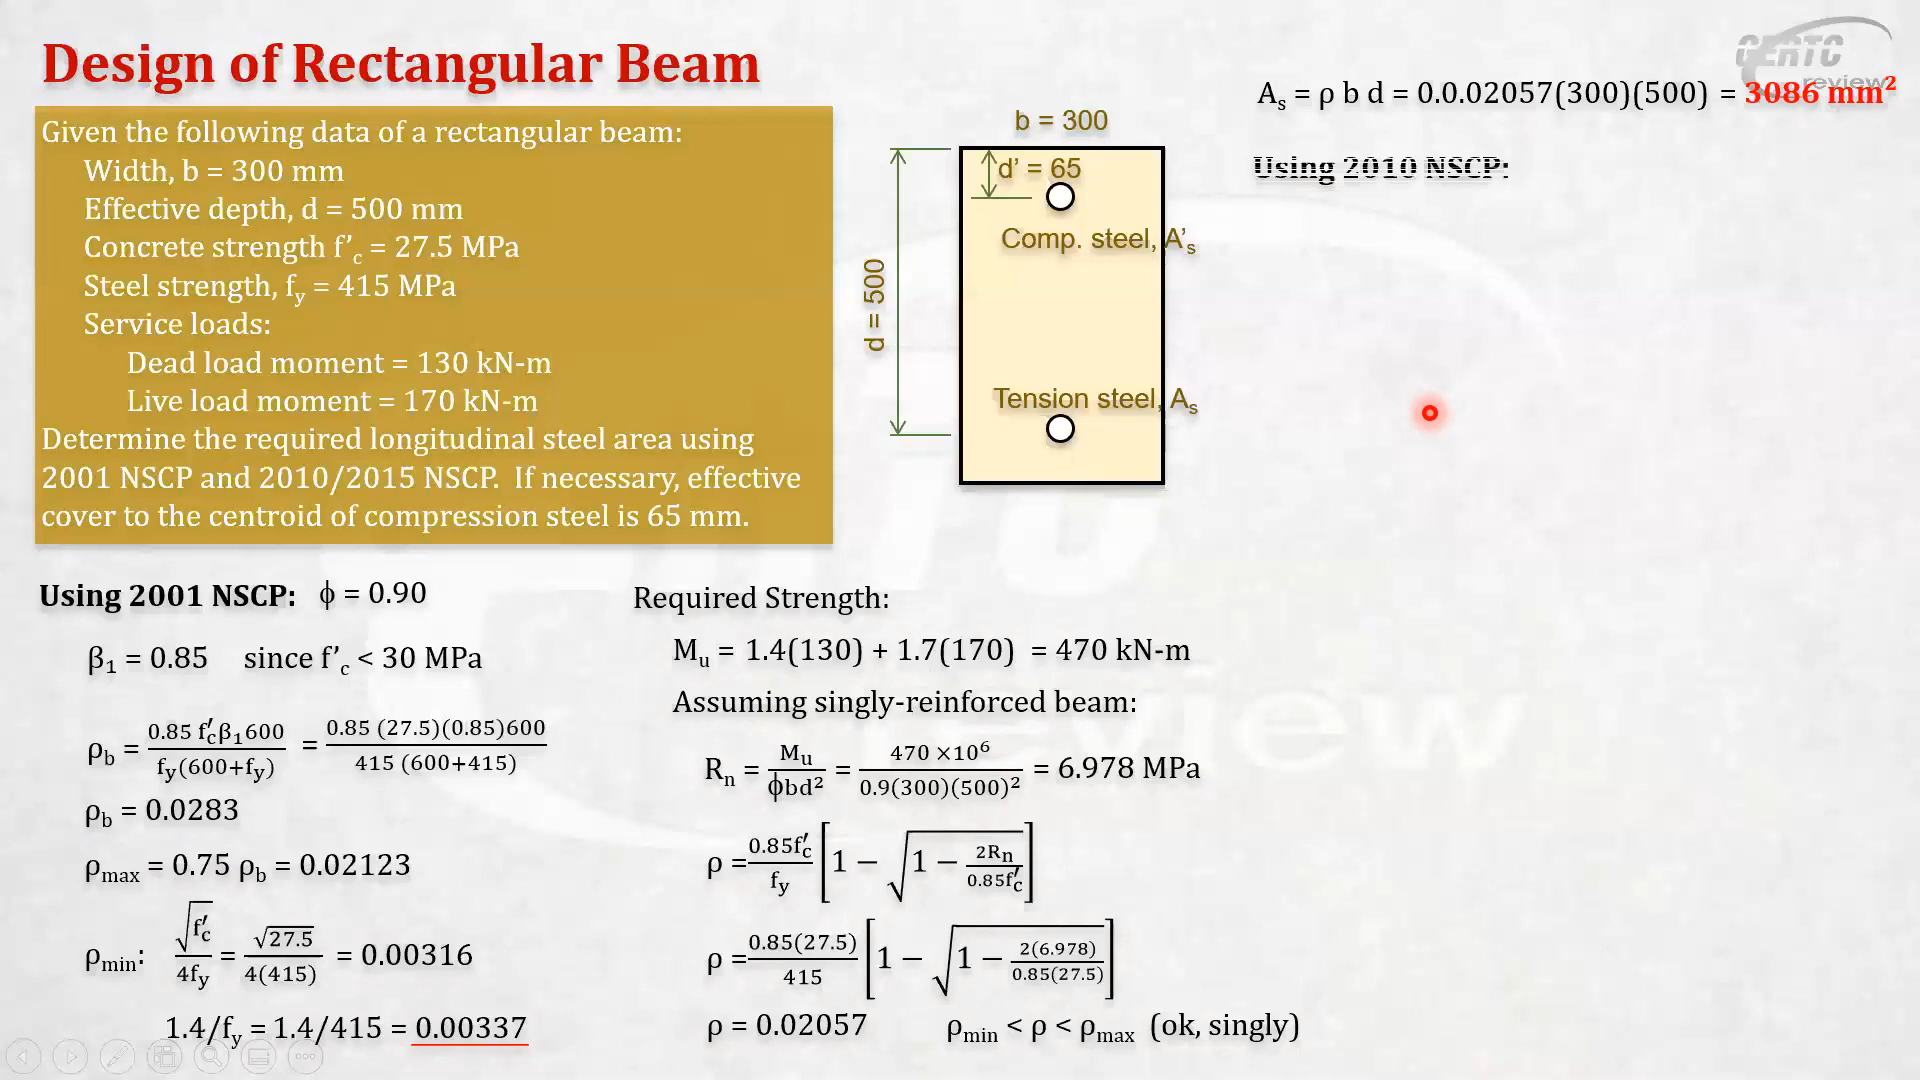 Design of Rectangular Beam
Given the following data of a rectangular beam:
Width, b = 300 mm
Effective depth, d = 500 mm
Concrete strength f’c = 27.5 MPa
Steel strength, fy = 415 MPa
Service loads:
Dead load moment = 130 kN-m
Live load moment = 170 kN-m
Determine the required longitudinal steel area using
2001 NSCP and 2010/2015 NSCP. If necessary, effective
cover to the centroid of compression steel is 65 mm.
b = 300
d’ = 65
Comp. steel, A’s
d = 500
Tension steel, As
CERTC
review
As = ρ b d = 0.0.02057(300)(500) = 3086 mm²
Using 2010 NSCP:
Using 2001 NSCP: ϕ = 0.90
β₁ = 0.85 since f’c < 30 MPa
ρb = 0.85 f′cβ₁600 / fy(600+fy) = 0.85 (27.5)(0.85)600 / 415 (600+415)
ρb = 0.0283
ρmax = 0.75 ρb = 0.02123
ρmin: √f′c / 4fy = √27.5 / 4(415) = 0.00316
1.4/fy = 1.4/415 = 0.00337
Required Strength:
Mu = 1.4(130) + 1.7(170) = 470 kN-m
Assuming singly-reinforced beam:
Rn = Mu / ϕbd² = 470 ×10⁶ / 0.9(300)(500)² = 6.978 MPa
ρ = 0.85f′c / fy [1 − √(1 − 2Rn / 0.85f′c)]
ρ = 0.85(27.5) / 415 [1 − √(1 − 2(6.978) / 0.85(27.5))]
ρ = 0.02057 ρmin < ρ < ρmax (ok, singly)
review